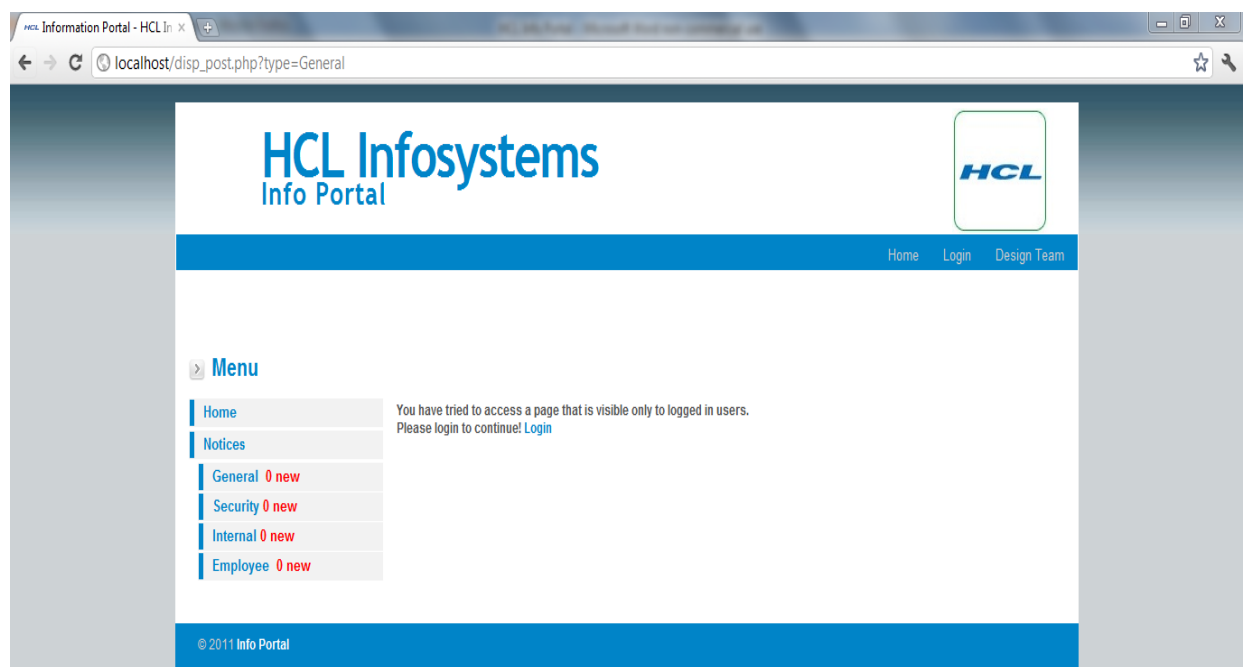 HCL Information Portal - HCL In
localhost/disp_post.php?type=General
HCL Infosystems
Info Portal
HCL
Home Login Design Team
Menu
Home
Notices
General 0 new
Security 0 new
Internal 0 new
Employee 0 new
You have tried to access a page that is visible only to logged in users.
Please login to continue! Login
© 2011 Info Portal